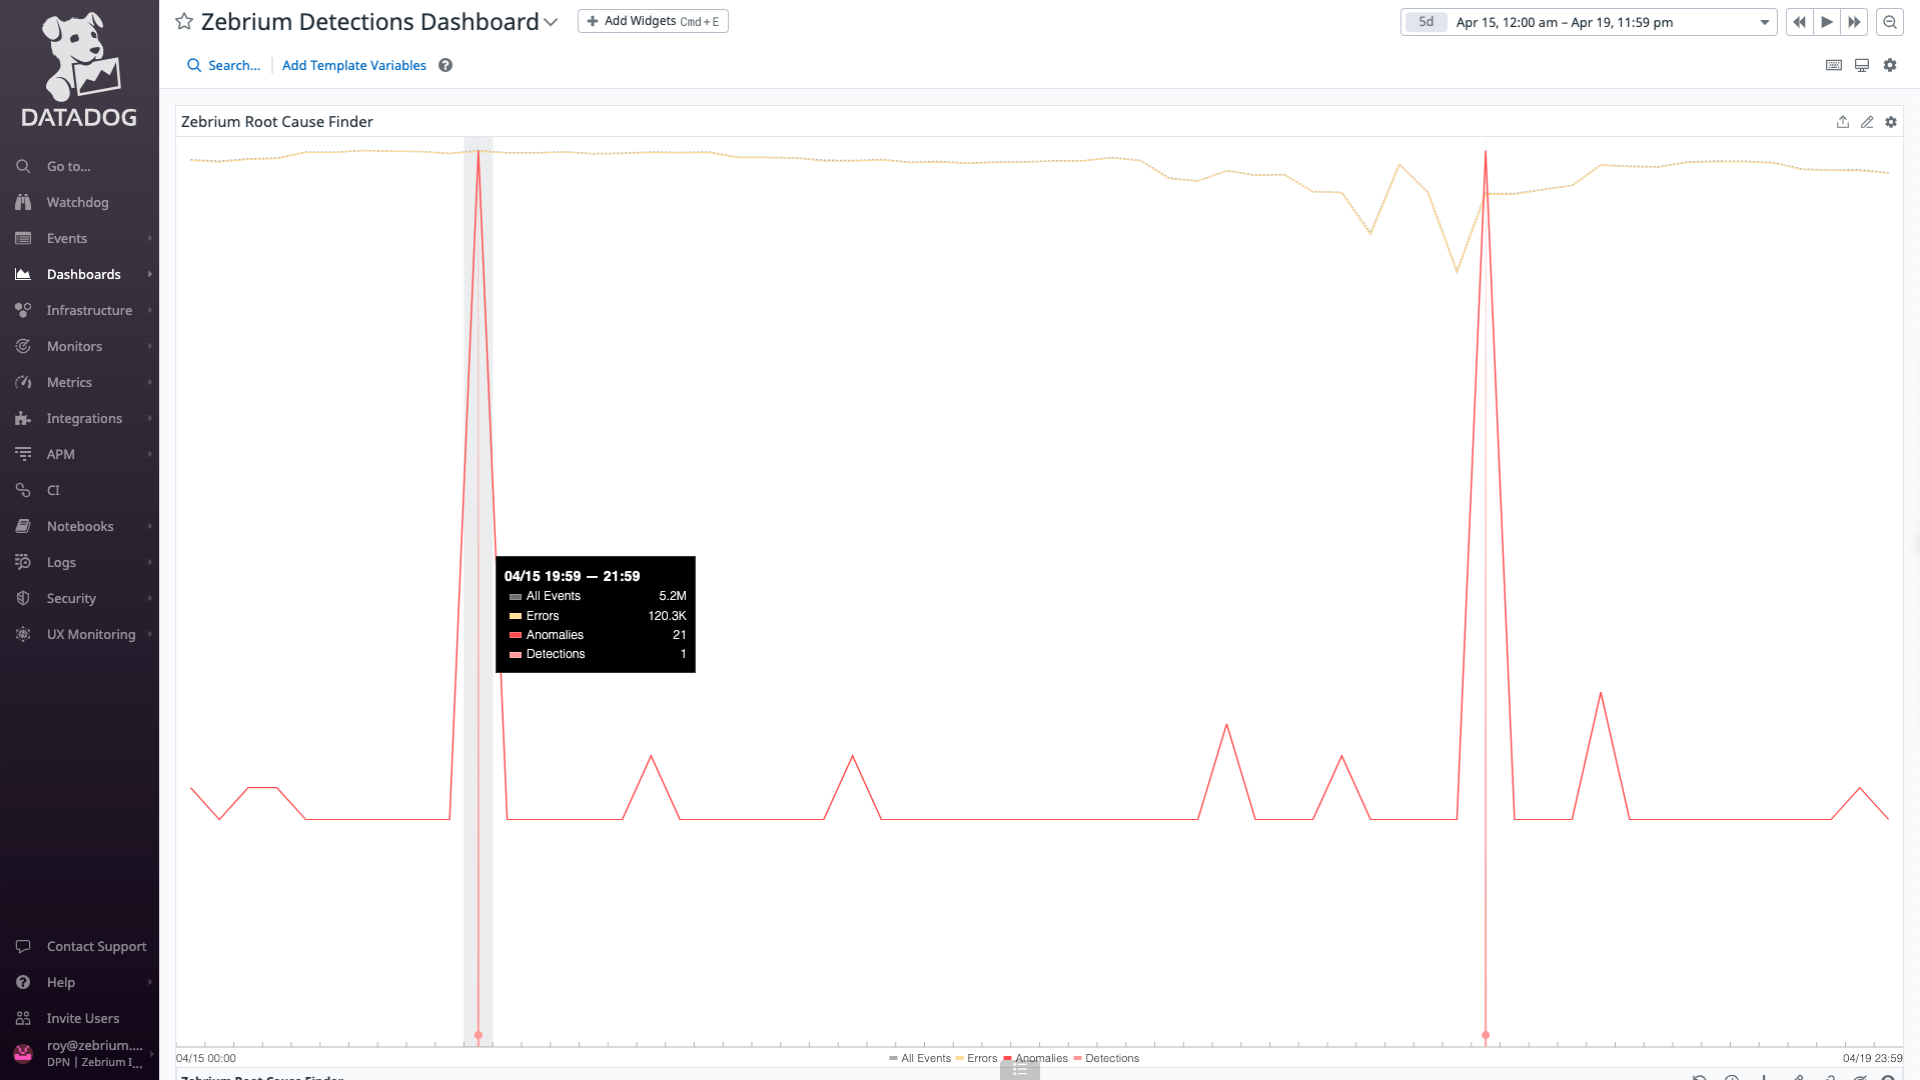 DATADOG
Go to...
Watchdog
Events
Dashboards
Infrastructure
Monitors
Metrics
Integrations
APM
CI
Notebooks
Logs
Security
UX Monitoring
Contact Support
Help
Invite Users
roy@zebrium....
DPN | Zebrium I...
Zebrium Detections Dashboard
+ Add Widgets Cmd+E
5d Apr 15, 12:00 am – Apr 19, 11:59 pm
Search...
Add Template Variables ?
Zebrium Root Cause Finder
04/15 19:59 — 21:59
All Events 5.2M
Errors 120.3K
Anomalies 21
Detections 1
04/15 00:00
All Events Errors Anomalies Detections
04/19 23:59
Zebrium Root Cause Finder